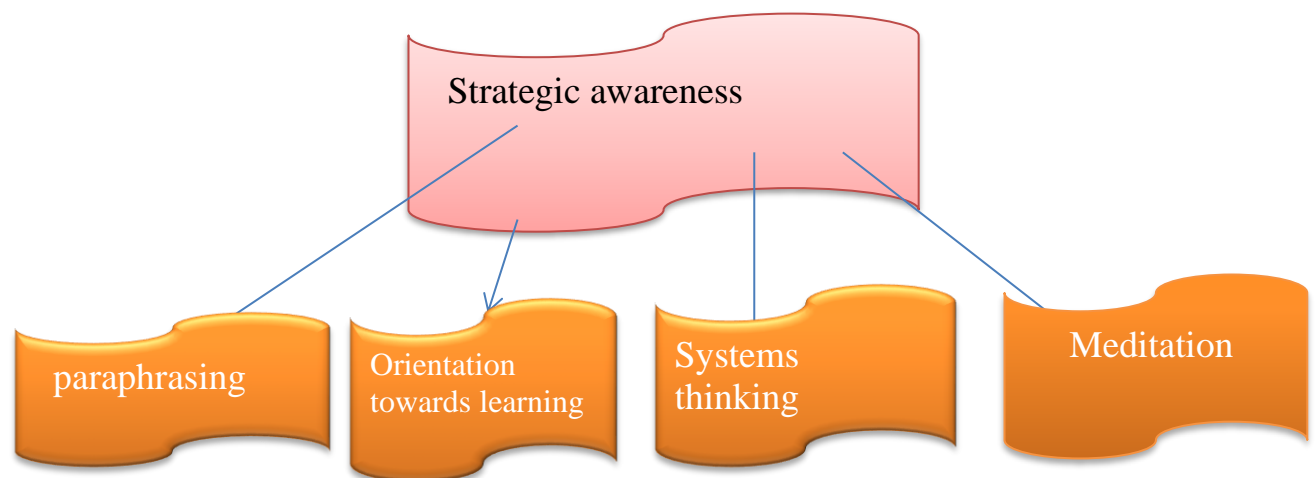 Strategic awareness
paraphrasing
Orientation
towards learning
Systems
thinking
Meditation